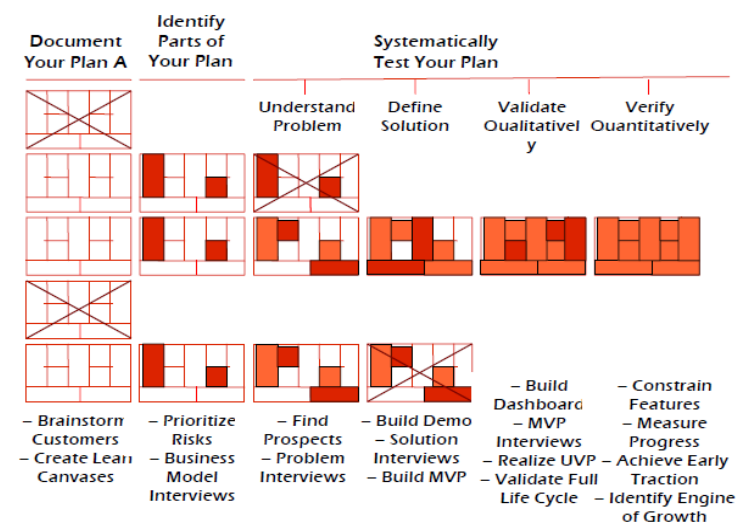 Document
Your Plan A
Identify
Parts of
Your Plan
Systematically
Test Your Plan
Understand
Problem
Define
Solution
Validate
Qualitativel
y
Verify
Quantitatively
– Brainstorm
Customers
– Create Lean
Canvases
– Prioritize
Risks
– Business
Model
Interviews
– Find
Prospects
– Problem
Interviews
– Build Demo
– Solution
Interviews
– Build MVP
– Build
Dashboard
– MVP
Interviews
– Realize UVP
– Validate Full
Life Cycle
– Constrain
Features
– Measure
Progress
– Achieve Early
Traction
– Identify Engine
of Growth